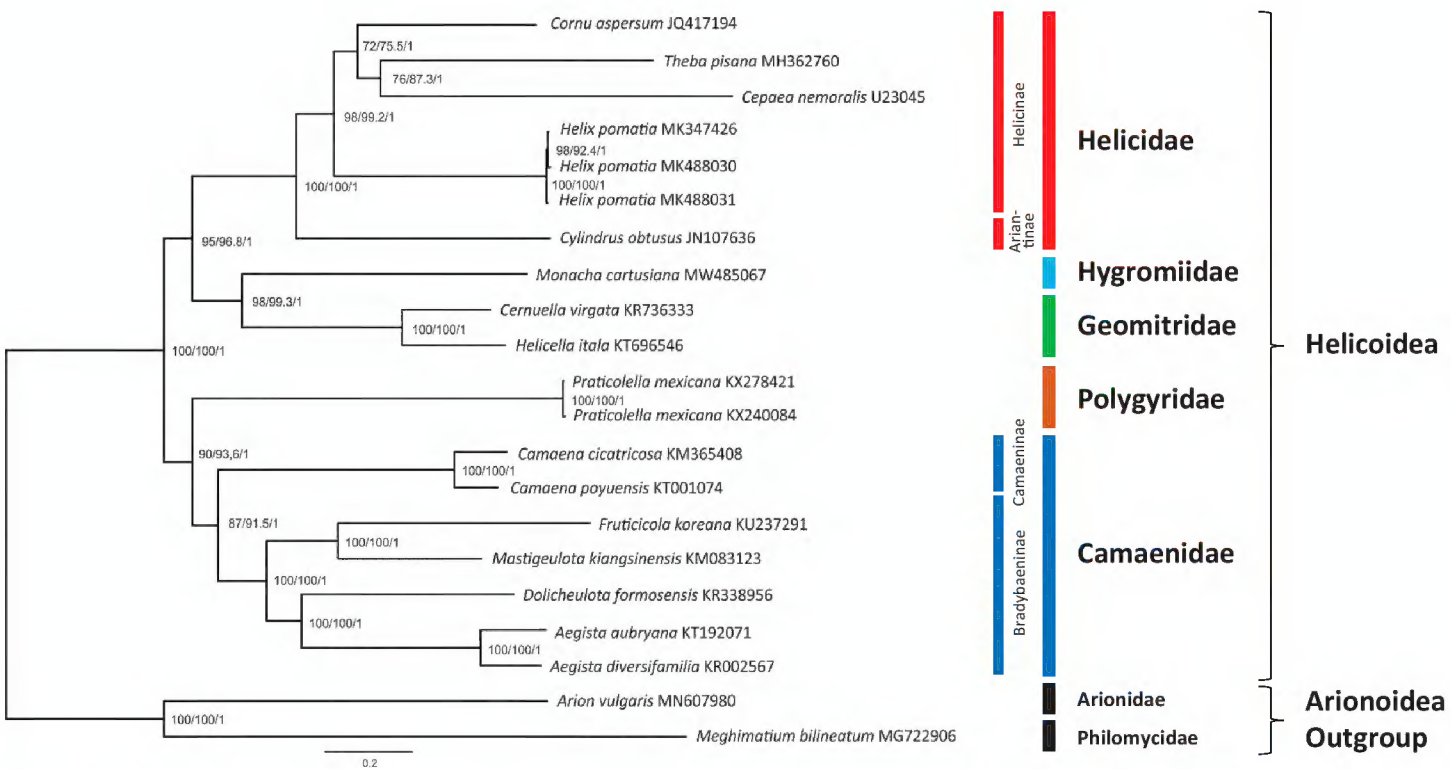 Cornu aspersum JQ417194
72/75.5/1
Theba pisana MH362760
76/87.3/1
Cepaea nemoralis U23045
98/99.2/1
Helix pomatia MK347426
98/92.4/1
Helix pomatia MK488030
100/100/1
100/100/1
Helix pomatia MK488031
Cylindrus obtusus JN107636
95/96.8/1
Monacha cartusiana MW485067
98/99.3/1
Cernuella virgata KR736333
100/100/1
Helicella itala KT696546
100/100/1
Praticolella mexicana KX278421
100/100/1
Praticolella mexicana KX240084
90/93,6/1
Camaena cicatricosa KM365408
100/100/1
Camaena poyuensis KT001074
87/91.5/1
Fruticicola koreana KU237291
100/100/1
Mastigeulota kiangsinensis KM083123
100/100/1
Dolicheulota formosensis KR338956
100/100/1
Aegista aubryana KT192071
100/100/1
Aegista diversifamilia KR002567
Arion vulgaris MN607980
100/100/1
Meghimatium bilineatum MG722906
0.2
Helicinae
Arian-
tinae
Camaeninae
Bradybaeninae
Helicidae
Hygromiidae
Geomitridae
Polygyridae
Camaenidae
Arionidae
Philomycidae
Helicoidea
Arionoidea
Outgroup